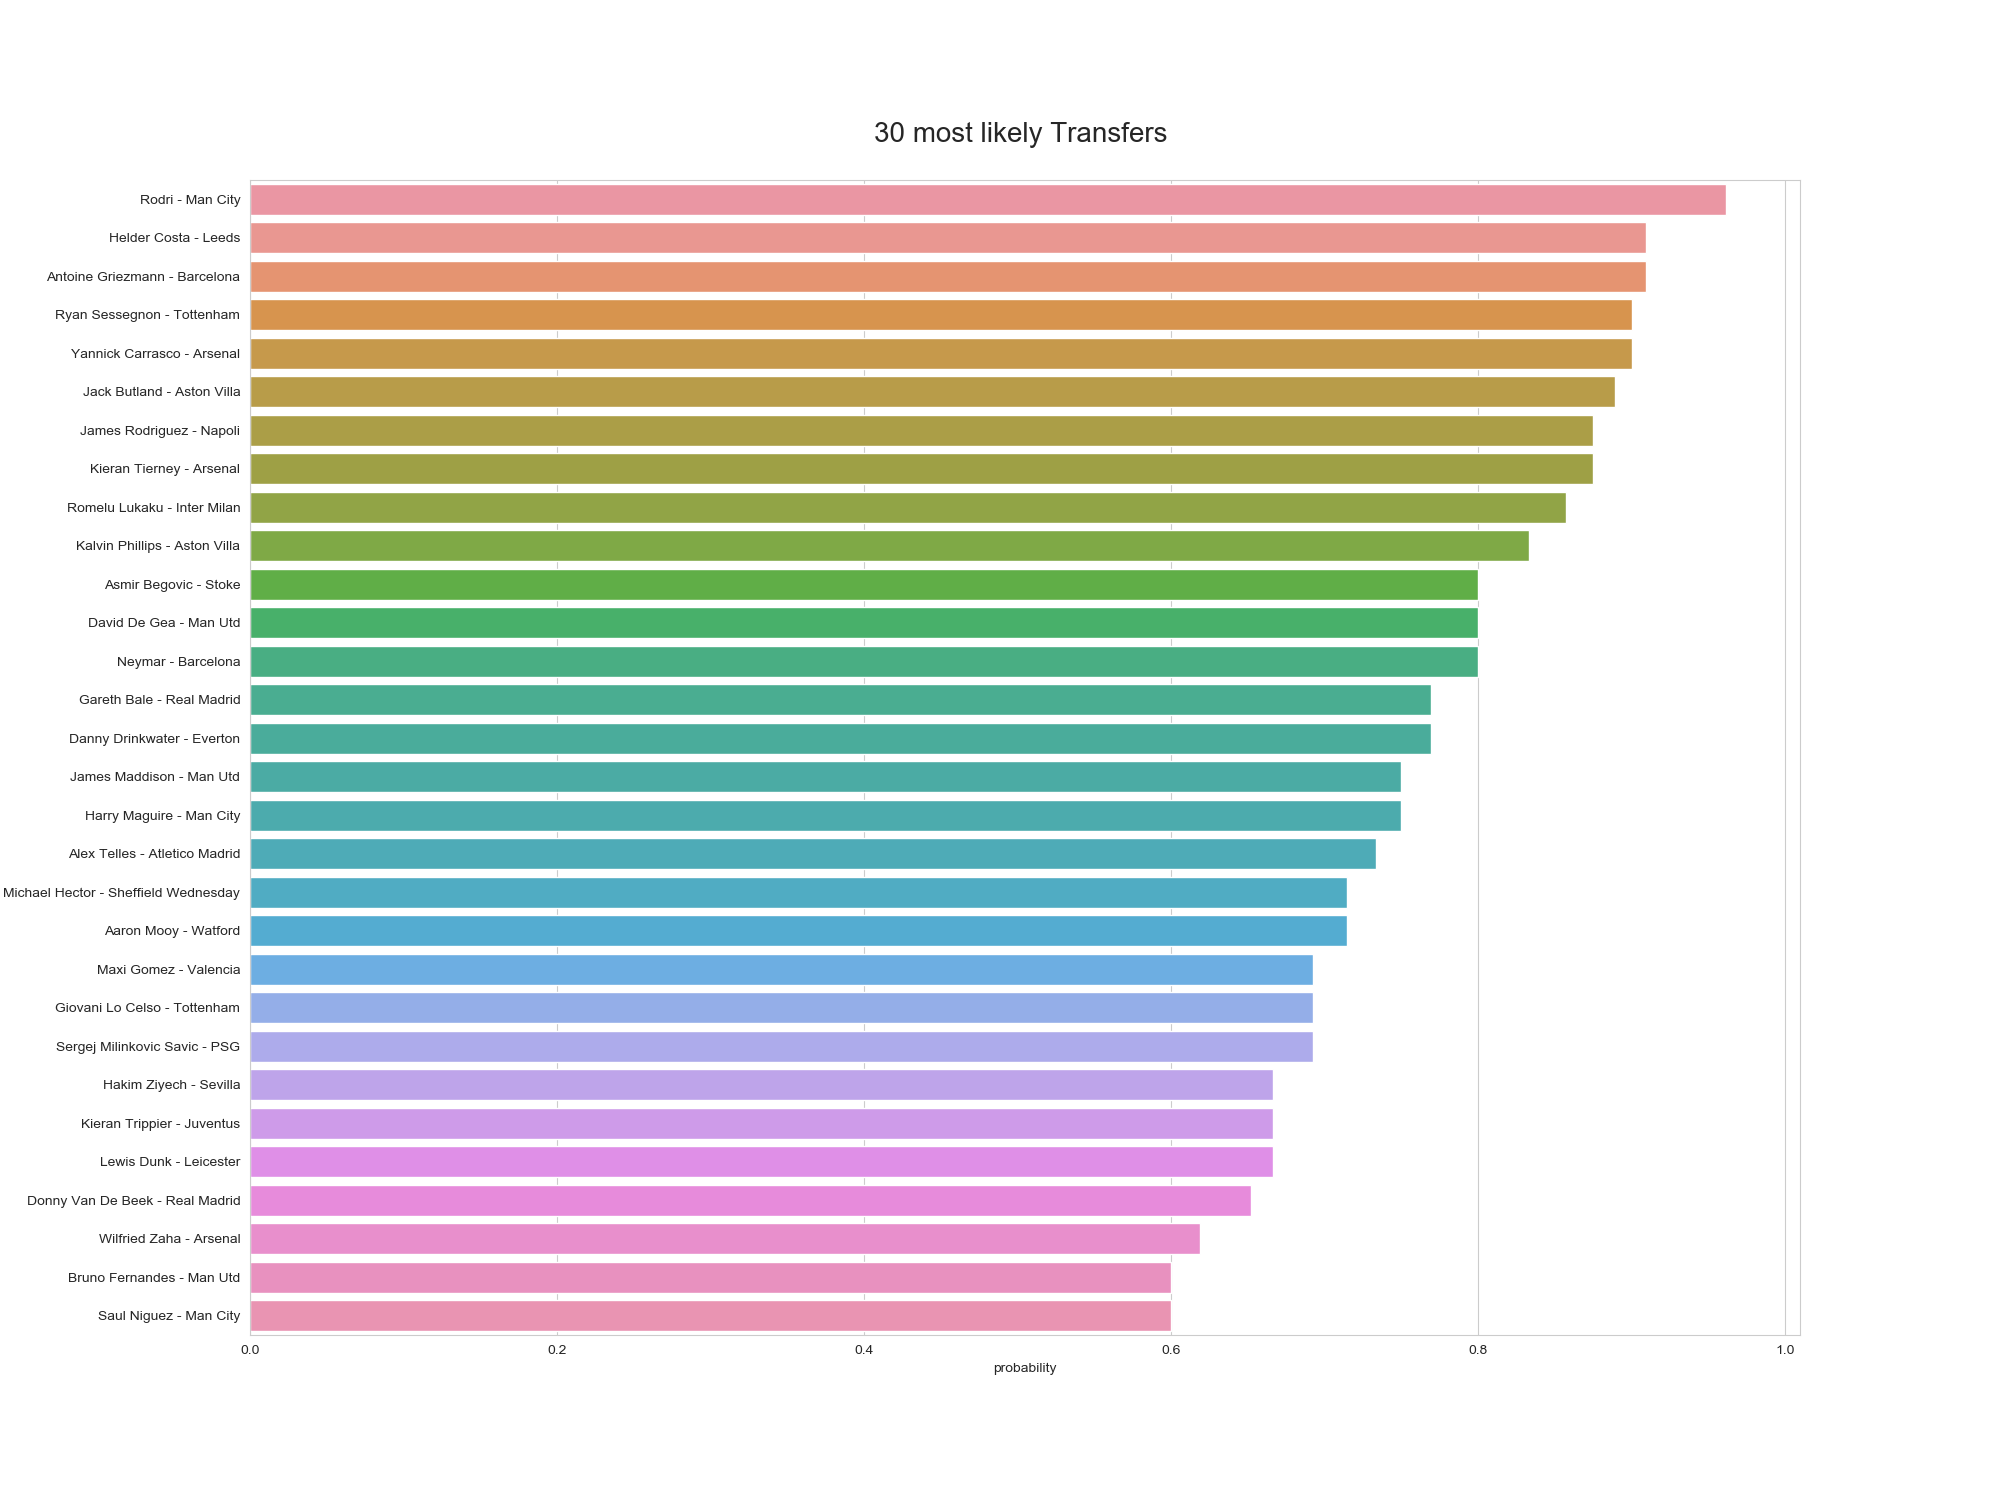 30 most likely Transfers
Rodri - Man City
Helder Costa - Leeds
Antoine Griezmann - Barcelona
Ryan Sessegnon - Tottenham
Yannick Carrasco - Arsenal
Jack Butland - Aston Villa
James Rodriguez - Napoli
Kieran Tierney - Arsenal
Romelu Lukaku - Inter Milan
Kalvin Phillips - Aston Villa
Asmir Begovic - Stoke
David De Gea - Man Utd
Neymar - Barcelona
Gareth Bale - Real Madrid
Danny Drinkwater - Everton
James Maddison - Man Utd
Harry Maguire - Man City
Alex Telles - Atletico Madrid
Michael Hector - Sheffield Wednesday
Aaron Mooy - Watford
Maxi Gomez - Valencia
Giovani Lo Celso - Tottenham
Sergej Milinkovic Savic - PSG
Hakim Ziyech - Sevilla
Kieran Trippier - Juventus
Lewis Dunk - Leicester
Donny Van De Beek - Real Madrid
Wilfried Zaha - Arsenal
Bruno Fernandes - Man Utd
Saul Niguez - Man City
0.0 0.2 0.4 0.6 0.8 1.0
probability